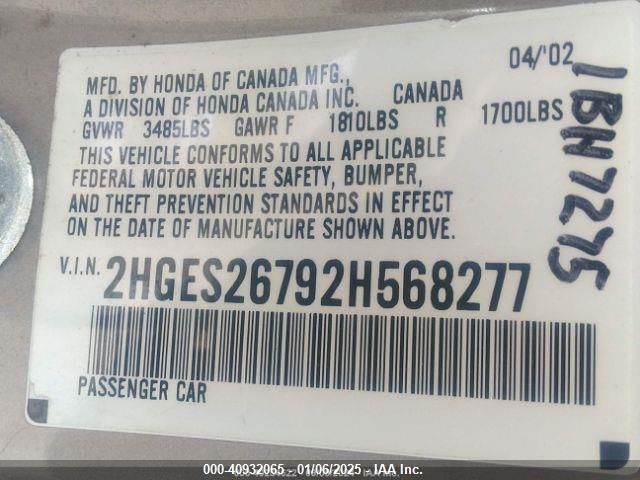 04/'02
MFD. BY HONDA OF CANADA MFG.,
A DIVISION OF HONDA CANADA INC. CANADA
GVWR 3485LBS GAWR F 1810LBS R 1700LBS
THIS VEHICLE CONFORMS TO ALL APPLICABLE
FEDERAL MOTOR VEHICLE SAFETY, BUMPER,
AND THEFT PREVENTION STANDARDS IN EFFECT
ON THE DATE OF MANUFACTURE SHOWN ABOVE.
V.I.N. 2HGES26792H568277
PASSENGER CAR
1BH7275
000-40932065 - 01/06/2025 - IAA Inc.